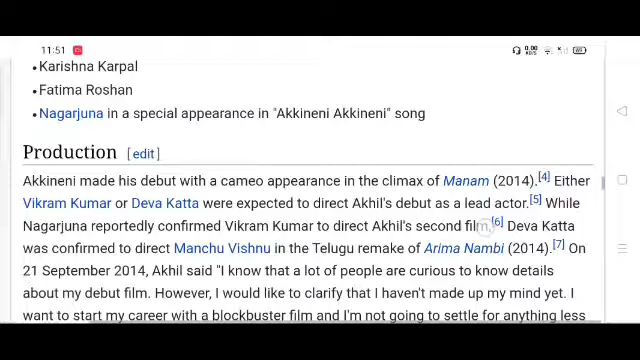 11:51
0.00
KB/S
• Karishna Karpal
• Fatima Roshan
• Nagarjuna in a special appearance in "Akkineni Akkineni" song
Production [ edit ]
Akkineni made his debut with a cameo appearance in the climax of Manam (2014).[4] Either
Vikram Kumar or Deva Katta were expected to direct Akhil's debut as a lead actor.[5] While
Nagarjuna reportedly confirmed Vikram Kumar to direct Akhil's second film,[6] Deva Katta
was confirmed to direct Manchu Vishnu in the Telugu remake of Arima Nambi (2014).[7] On
21 September 2014, Akhil said "I know that a lot of people are curious to know details
about my debut film. However, I would like to clarify that I haven't made up my mind yet. I
want to start my career with a blockbuster film and I'm not going to settle for anything less